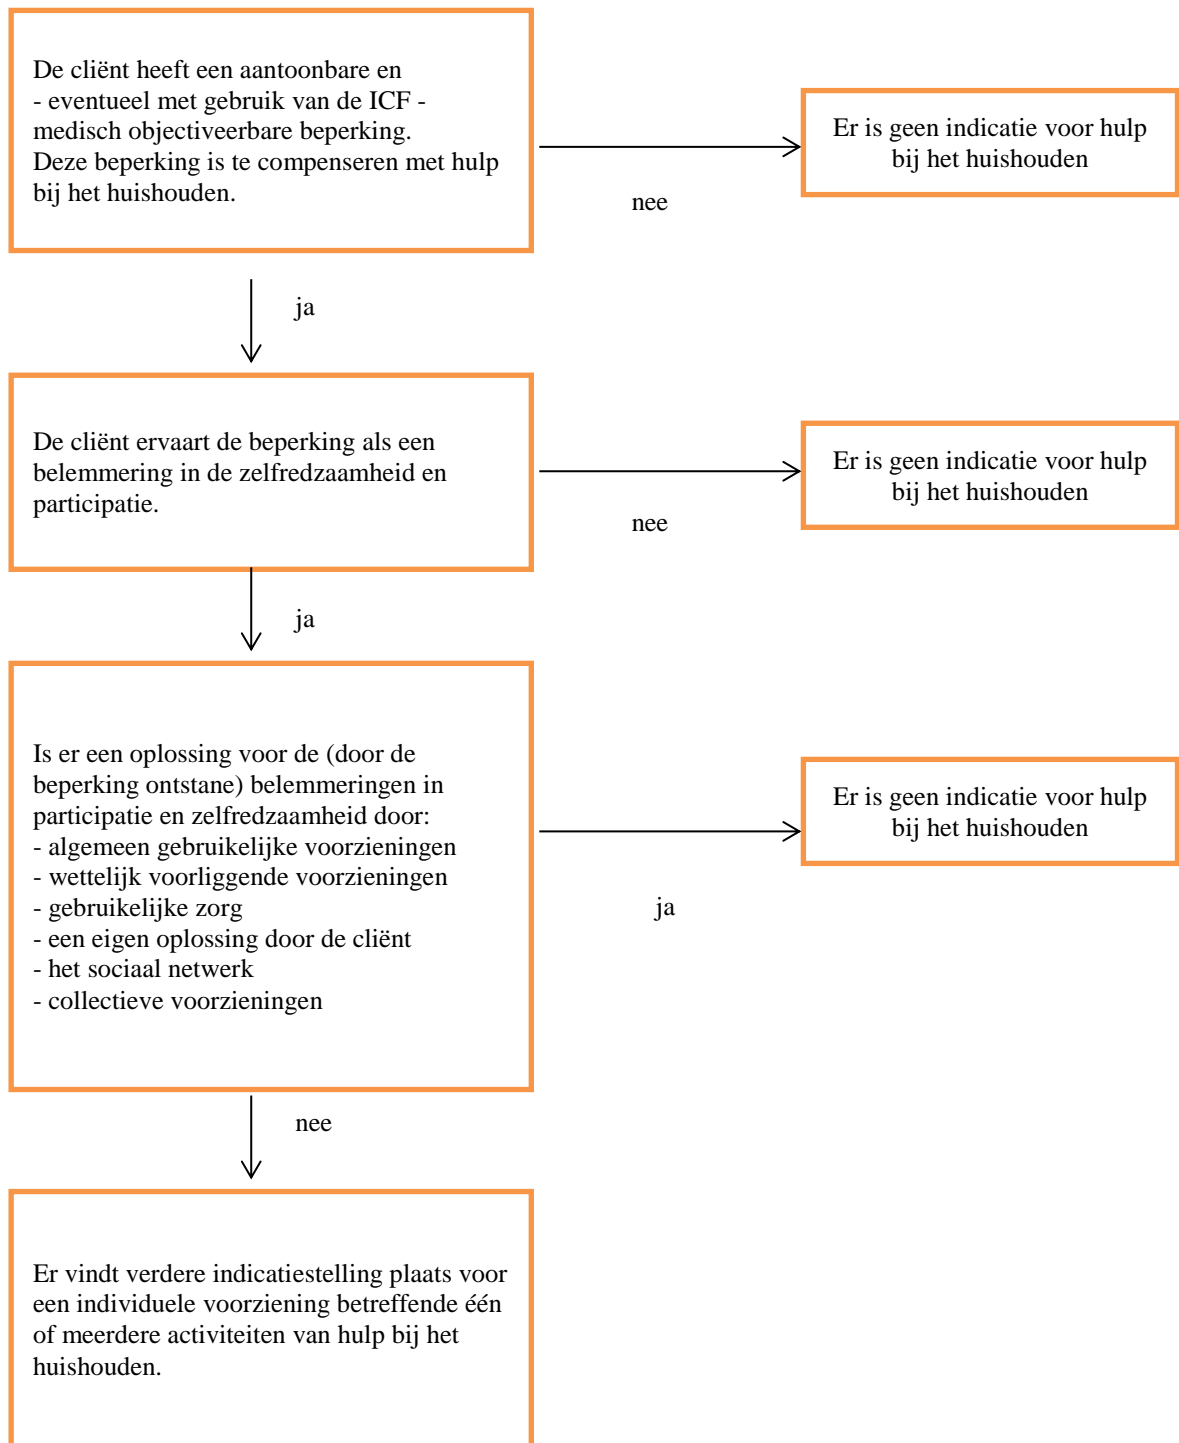 De cliënt heeft een aantoonbare en
- eventueel met gebruik van de ICF -
medisch objectiveerbare beperking.
Deze beperking is te compenseren met hulp
bij het huishouden.
Er is geen indicatie voor hulp
bij het huishouden
nee
ja
De cliënt ervaart de beperking als een
belemmering in de zelfredzaamheid en
participatie.
Er is geen indicatie voor hulp
bij het huishouden
nee
ja
Is er een oplossing voor de (door de
beperking ontstane) belemmeringen in
participatie en zelfredzaamheid door:
- algemeen gebruikelijke voorzieningen
- wettelijk voorliggende voorzieningen
- gebruikelijke zorg
- een eigen oplossing door de cliënt
- het sociaal netwerk
- collectieve voorzieningen
Er is geen indicatie voor hulp
bij het huishouden
ja
nee
Er vindt verdere indicatiestelling plaats voor
een individuele voorziening betreffende één
of meerdere activiteiten van hulp bij het
huishouden.